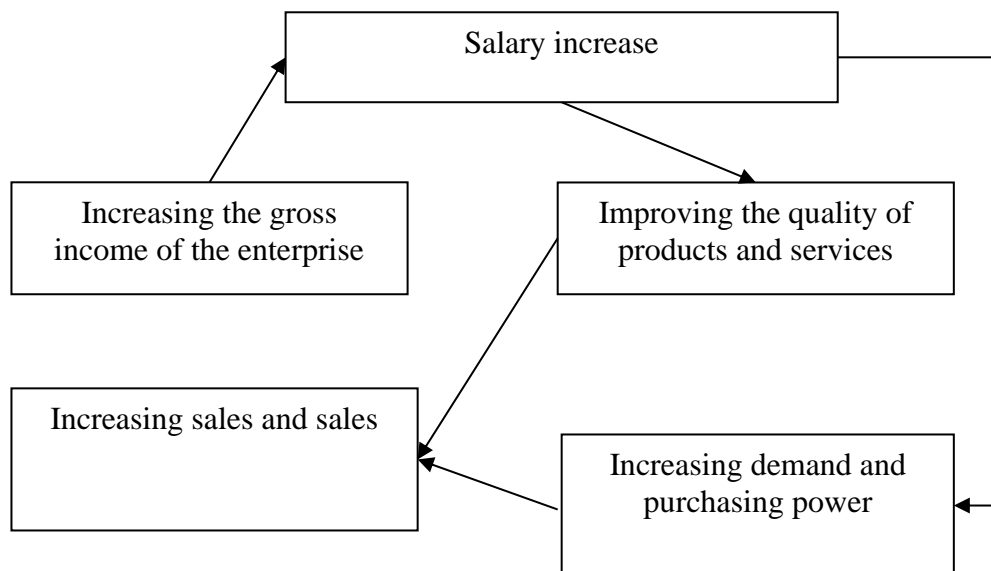 Salary increase
Increasing the gross
income of the enterprise
Improving the quality of
products and services
Increasing sales and sales
Increasing demand and
purchasing power